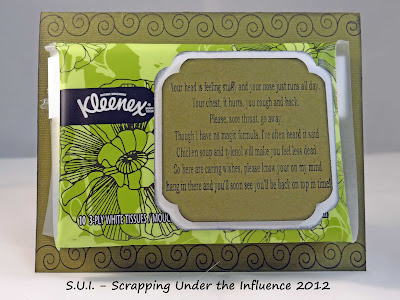 Kleenex
Your head is feeling stuffy and your nose just runs all day.
Your chest, it hurts, you cough and hack.
Please, sore throat, go away.
Though I have no magic formula, I've often heard it said
Chicken soup and tylenol will make you feel less dead.
So here are caring wishes, please know your on my mind
hang in there and you'll soon see you'll be back on top in time!
10 3-PLY WHITE TISSUES / MOUC
S.U.I. - Scrapping Under the Influence 2012